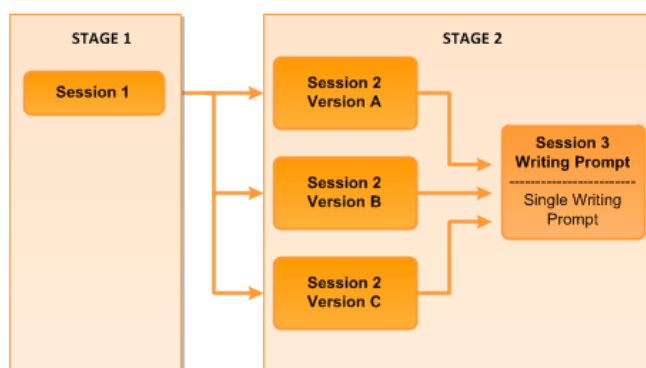 STAGE 1
Session 1
STAGE 2
Session 2
Version A
Session 2
Version B
Session 2
Version C
Session 3
Writing Prompt
Single Writing
Prompt